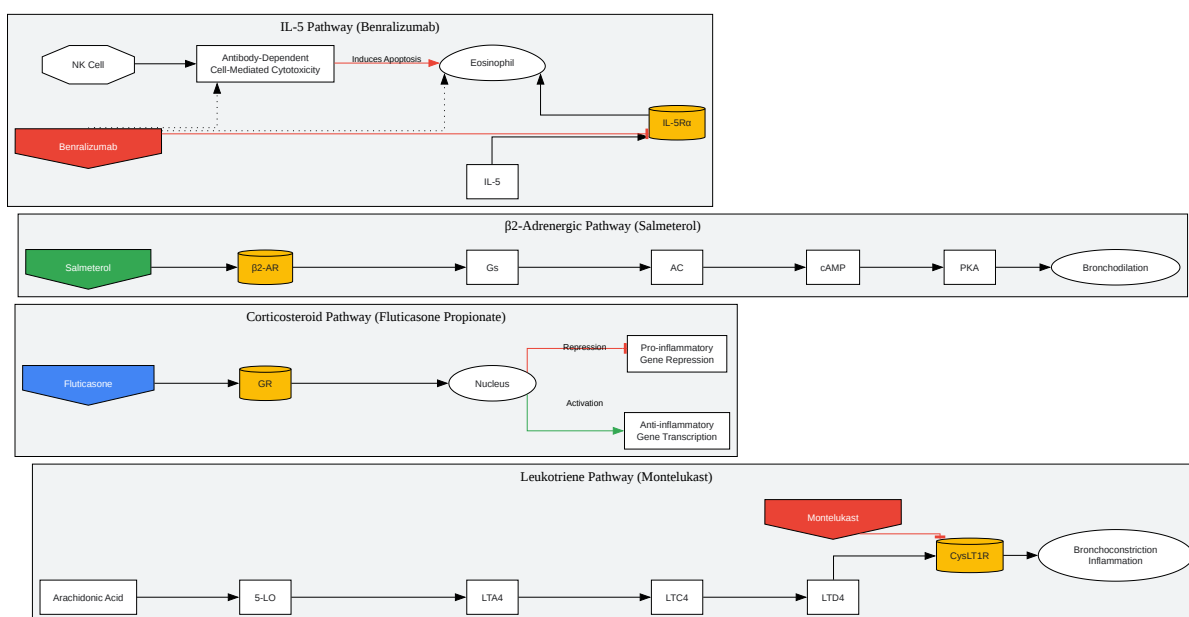 IL-5 Pathway (Benralizumab)
NK Cell
Antibody-Dependent
Cell-Mediated Cytotoxicity
Induces Apoptosis
Eosinophil
IL-5Rα
Benralizumab
IL-5
β2-Adrenergic Pathway (Salmeterol)
Salmeterol
β2-AR
Gs
AC
cAMP
PKA
Bronchodilation
Corticosteroid Pathway (Fluticasone Propionate)
Fluticasone
GR
Nucleus
Repression
Pro-inflammatory
Gene Repression
Activation
Anti-inflammatory
Gene Transcription
Leukotriene Pathway (Montelukast)
Montelukast
CysLT1R
Bronchoconstriction
Inflammation
Arachidonic Acid
5-LO
LTA4
LTC4
LTD4